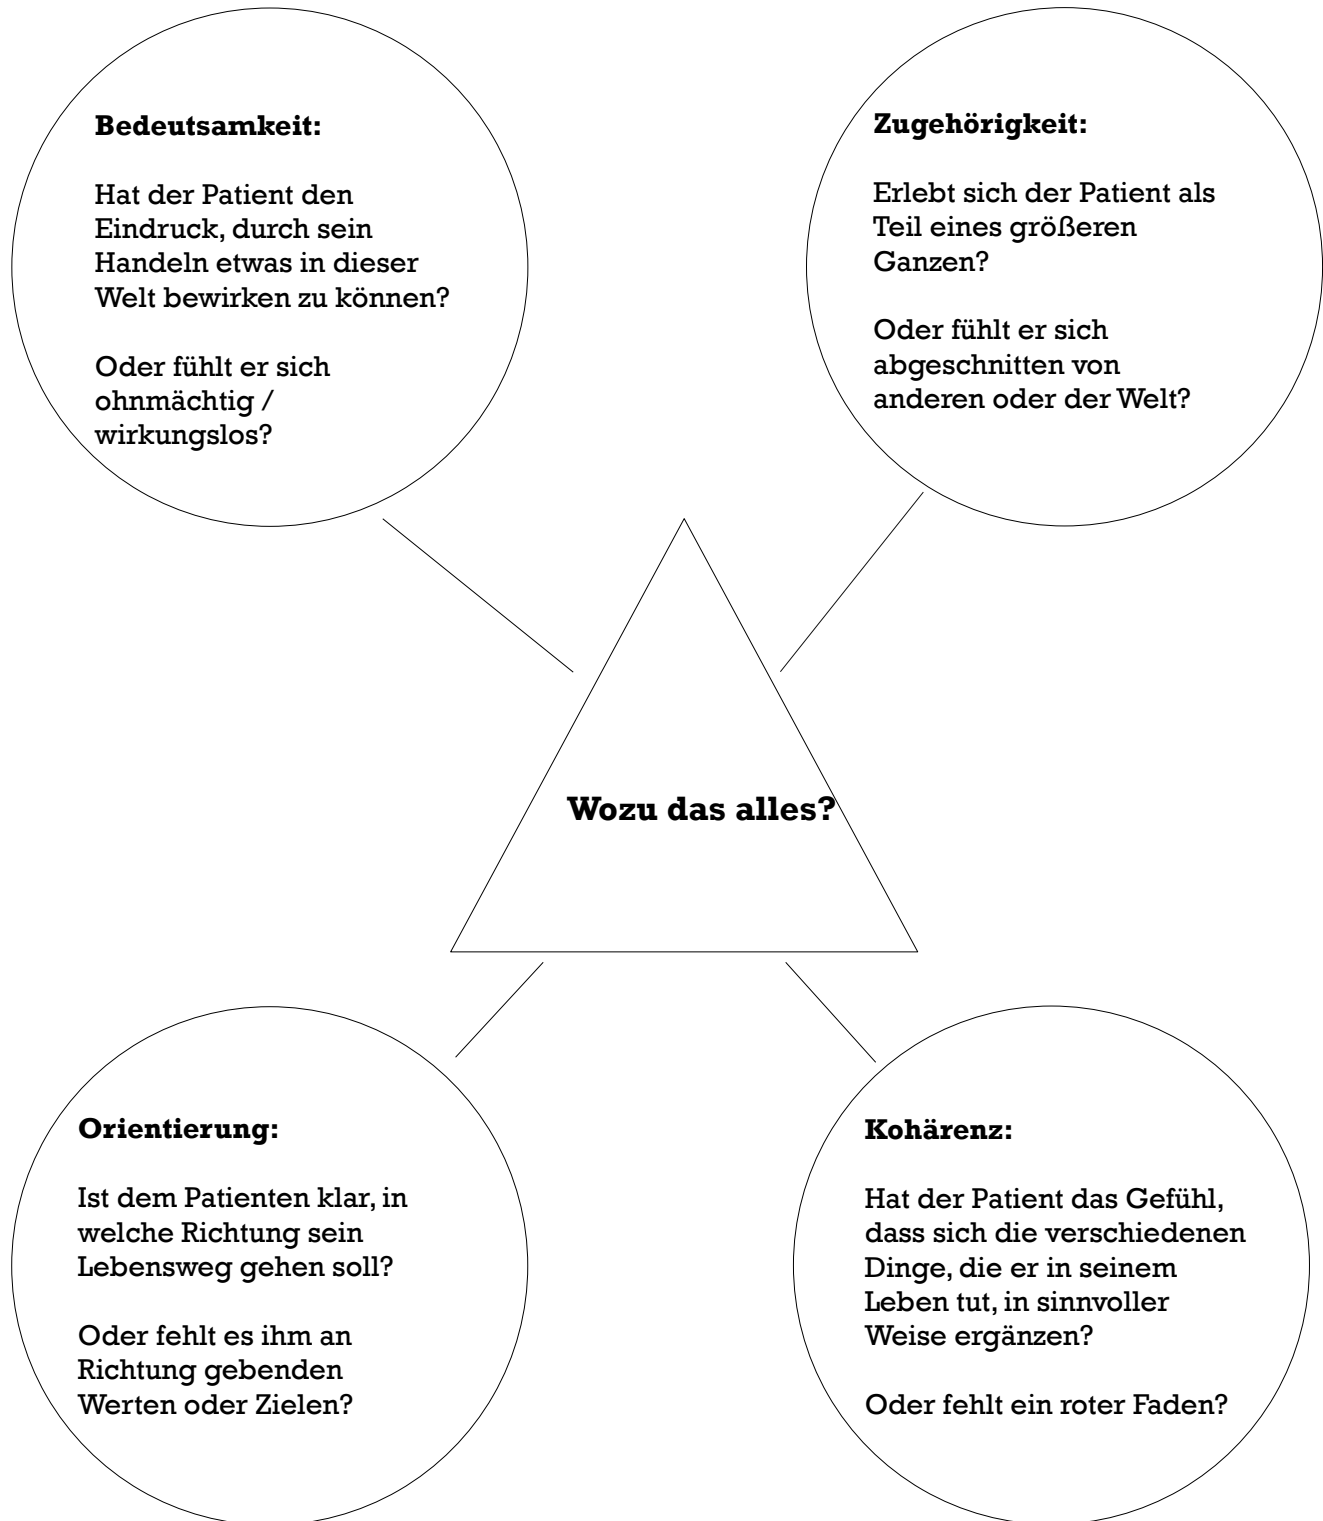 Bedeutsamkeit:
Hat der Patient den
Eindruck, durch sein
Handeln etwas in dieser
Welt bewirken zu können?
Oder fühlt er sich
ohnmächtig /
wirkungslos?
Zugehörigkeit:
Erlebt sich der Patient als
Teil eines größeren
Ganzen?
Oder fühlt er sich
abgeschnitten von
anderen oder der Welt?
Wozu das alles?
Orientierung:
Ist dem Patienten klar, in
welche Richtung sein
Lebensweg gehen soll?
Oder fehlt es ihm an
Richtung gebenden
Werten oder Zielen?
Kohärenz:
Hat der Patient das Gefühl,
dass sich die verschiedenen
Dinge, die er in seinem
Leben tut, in sinnvoller
Weise ergänzen?
Oder fehlt ein roter Faden?